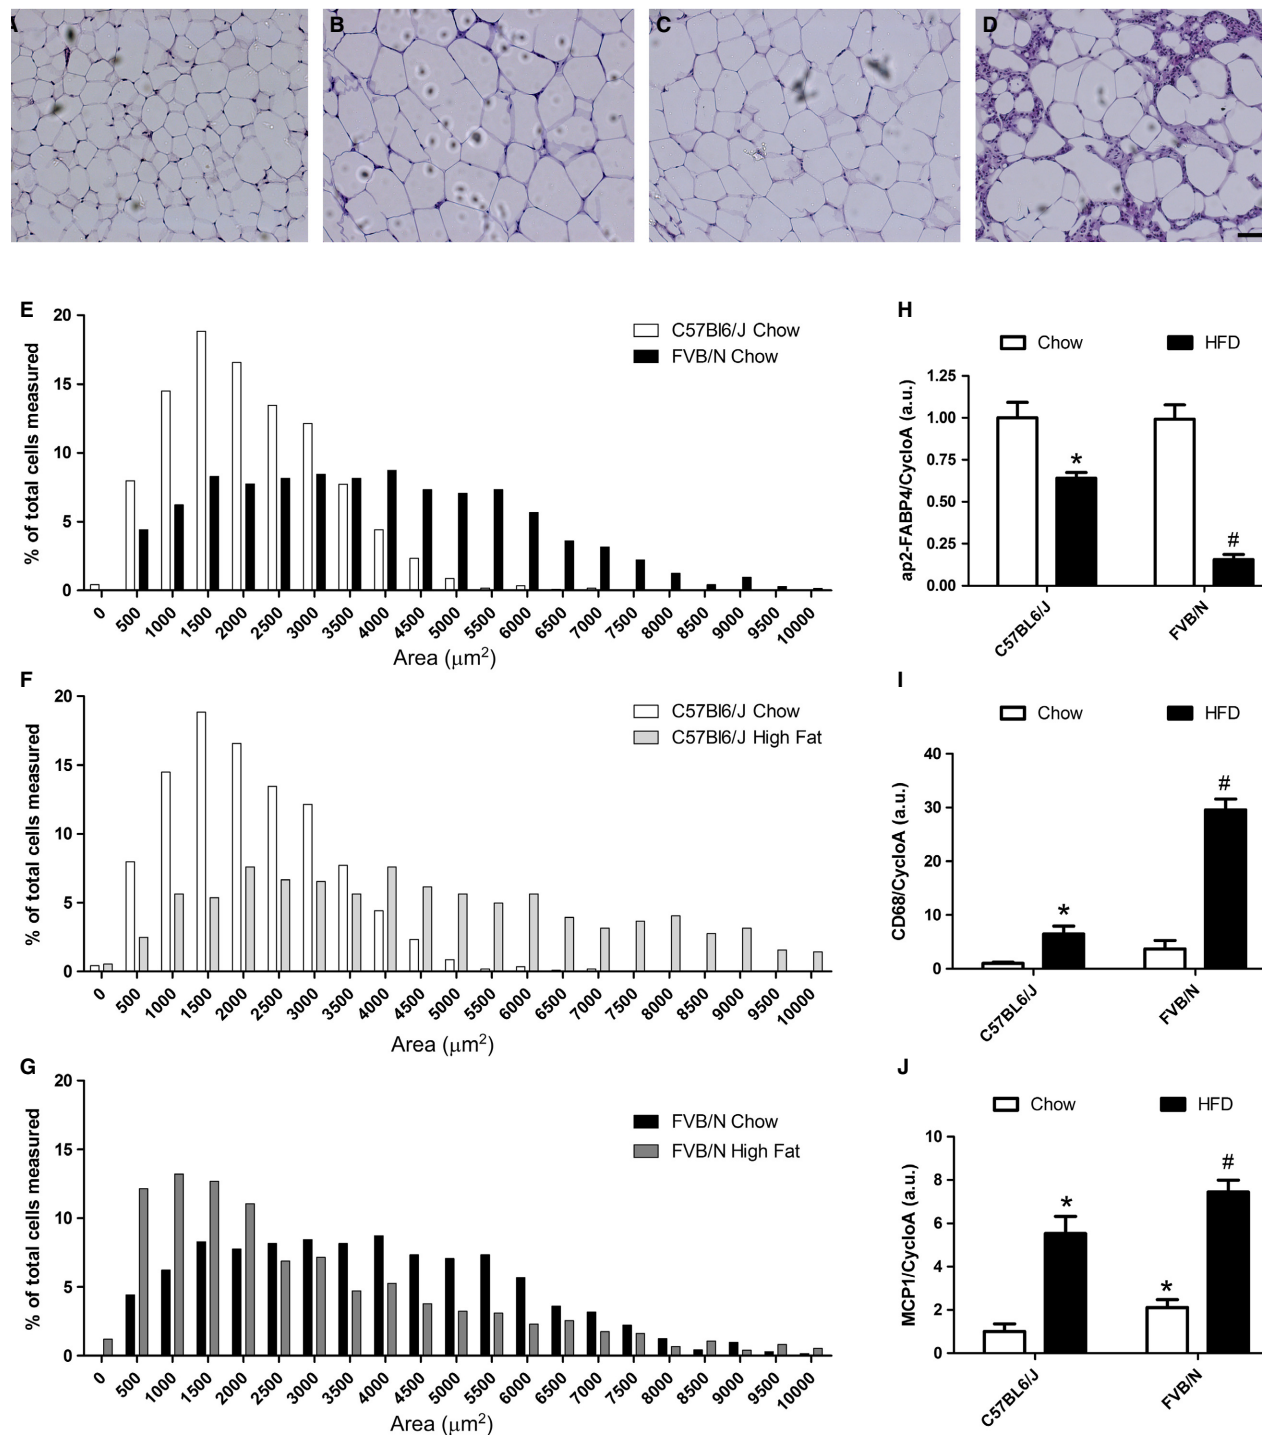 A B C D
E
20
15
10
5
0
% of total cells measured
C57Bl6/J Chow
FVB/N Chow
0 500 1000 1500 2000 2500 3000 3500 4000 4500 5000 5500 6000 6500 7000 7500 8000 8500 9000 9500 10000
Area (μm²)
H
Chow HFD
1.25
1.00
0.75
0.50
0.25
0.00
ap2-FABP4/CycloA (a.u.)
*
#
C57BL6/J FVB/N
F
20
15
10
5
0
% of total cells measured
C57Bl6/J Chow
C57Bl6/J High Fat
0 500 1000 1500 2000 2500 3000 3500 4000 4500 5000 5500 6000 6500 7000 7500 8000 8500 9000 9500 10000
Area (μm²)
I
Chow HFD
40
30
20
10
0
CD68/CycloA (a.u.)
*
#
C57BL6/J FVB/N
G
20
15
10
5
0
% of total cells measured
FVB/N Chow
FVB/N High Fat
0 500 1000 1500 2000 2500 3000 3500 4000 4500 5000 5500 6000 6500 7000 7500 8000 8500 9000 9500 10000
Area (μm²)
J
Chow HFD
10
8
6
4
2
0
MCP1/CycloA (a.u.)
*
*
#
C57BL6/J FVB/N